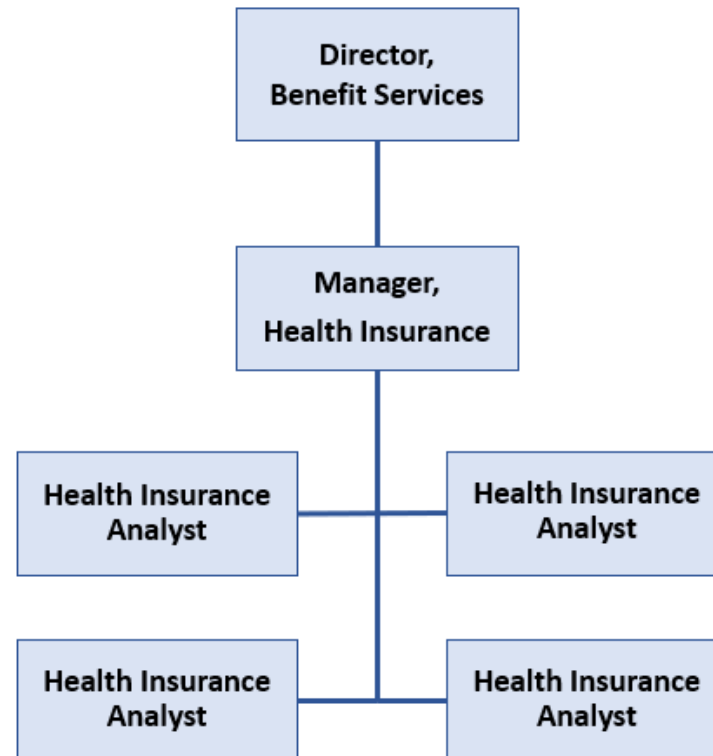 Director,
Benefit Services
Manager,
Health Insurance
Health Insurance
Analyst
Health Insurance
Analyst
Health Insurance
Analyst
Health Insurance
Analyst